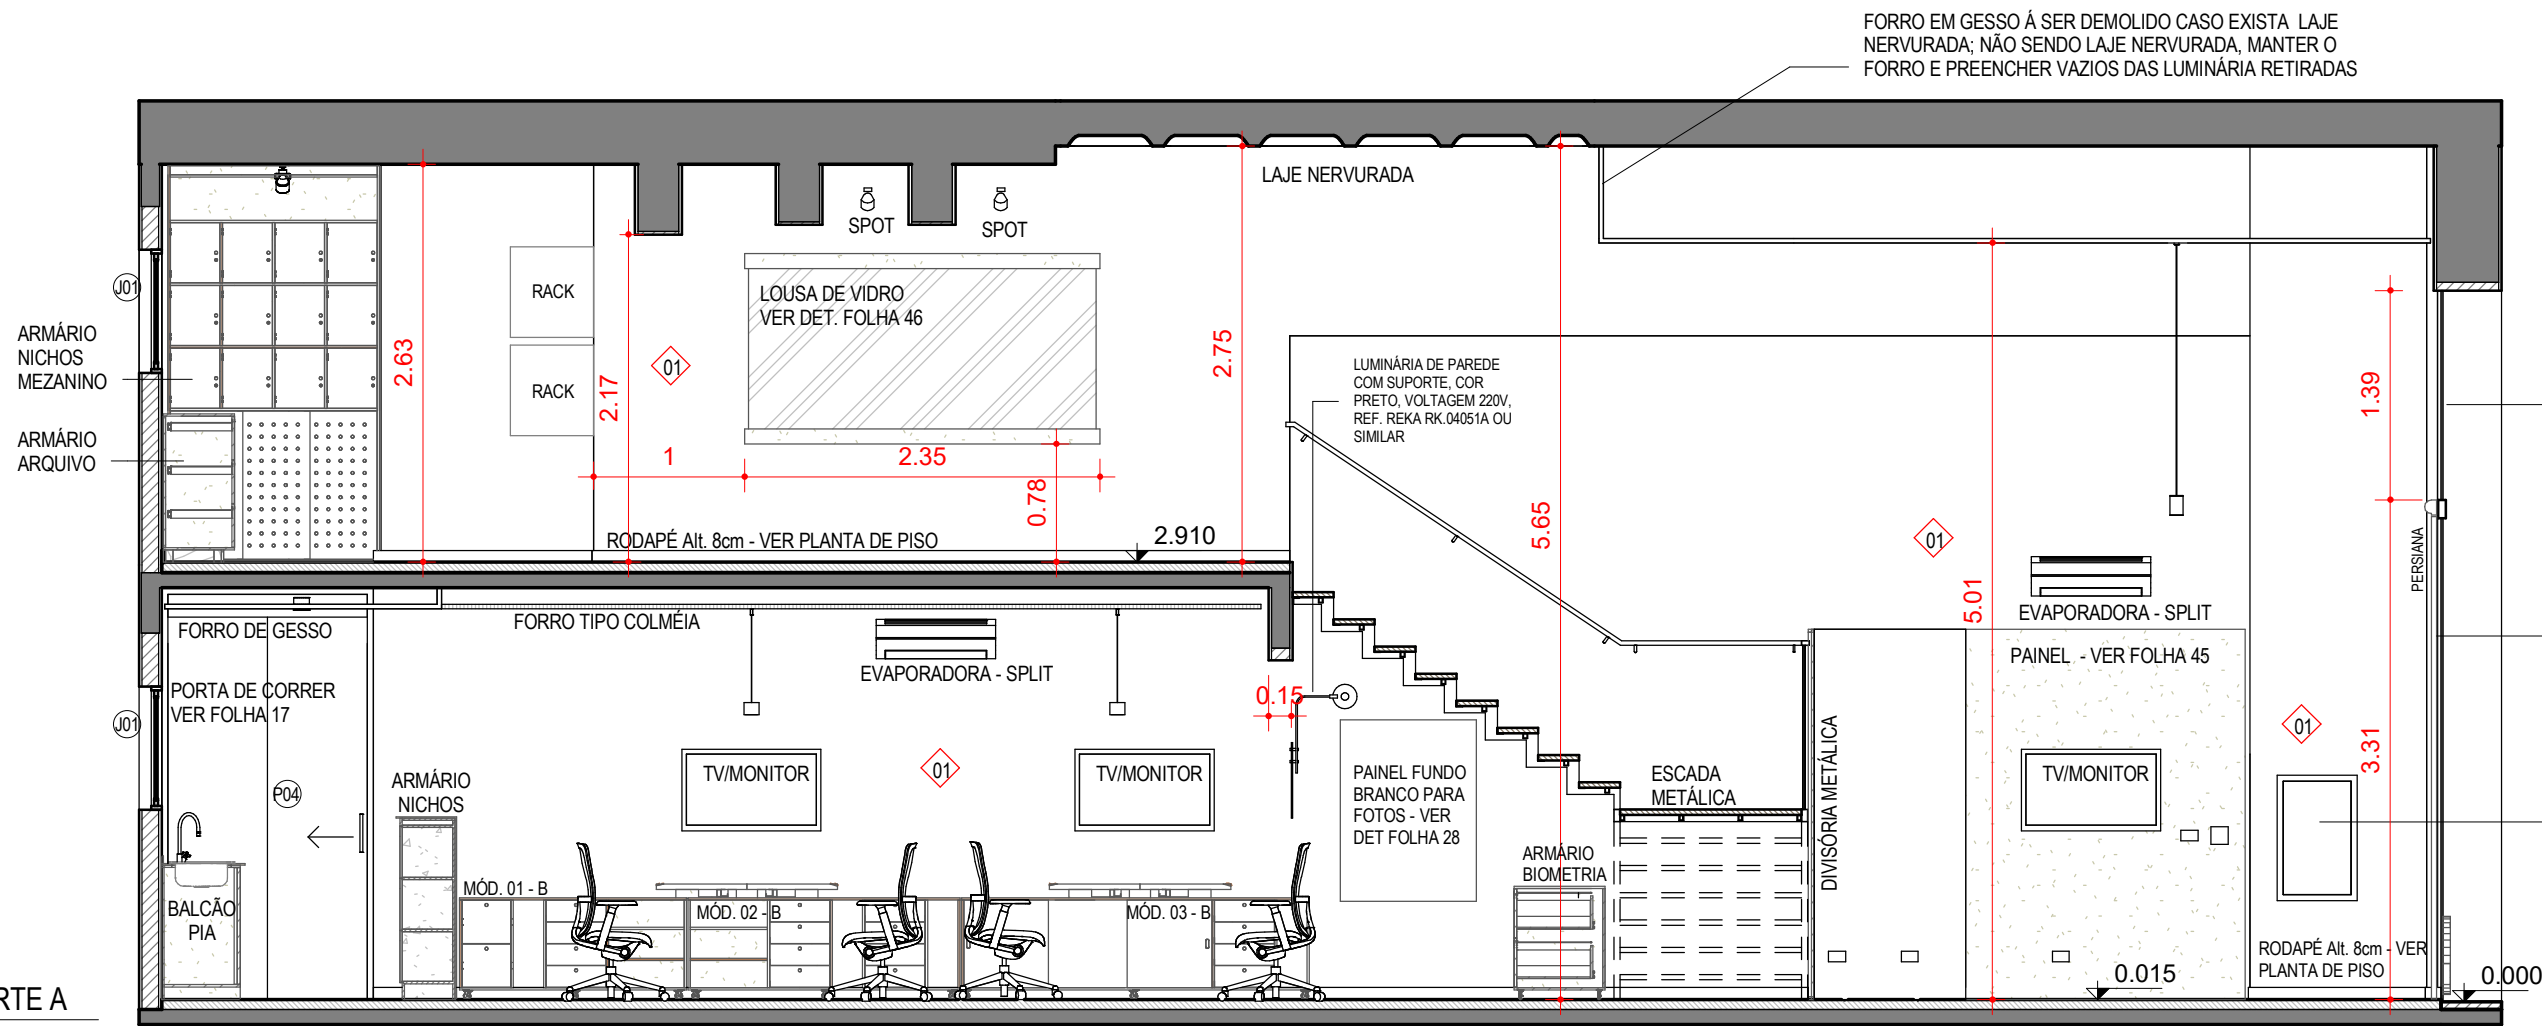 FORRO EM GESSO Á SER DEMOLIDO CASO EXISTA LAJE
NERVURADA; NÃO SENDO LAJE NERVURADA, MANTER O
FORRO E PREENCHER VAZIOS DAS LUMINÁRIA RETIRADAS
LAJE NERVURADA
SPOT
SPOT
J01
RACK
LOUSA DE VIDRO
VER DET. FOLHA 46
ARMÁRIO
NICHOS
MEZANINO
2.63
RACK
2.17
01
2.75
LUMINÁRIA DE PAREDE
COM SUPORTE, COR
PRETO, VOLTAGEM 220V,
REF. REKA RK.04051A OU
SIMILAR
1.39
ARMÁRIO
ARQUIVO
1
2.35
0.78
5.65
RODAPÉ Alt. 8cm - VER PLANTA DE PISO
2.910
01
PERSIANA
5.01
EVAPORADORA - SPLIT
FORRO DE GESSO
FORRO TIPO COLMÉIA
EVAPORADORA - SPLIT
PAINEL - VER FOLHA 45
PORTA DE CORRER
VER FOLHA 17
0.15
J01
01
3.31
DIVISÓRIA METÁLICA
P04
ARMÁRIO
NICHOS
TV/MONITOR
01
TV/MONITOR
PAINEL FUNDO
BRANCO PARA
FOTOS - VER
DET FOLHA 28
ESCADA
METÁLICA
TV/MONITOR
ARMÁRIO
BIOMETRIA
MÓD. 01 - B
MÓD. 02 - B
MÓD. 03 - B
BALCÃO
PIA
RODAPÉ Alt. 8cm - VER
PLANTA DE PISO
0.015
0.000
RTE A